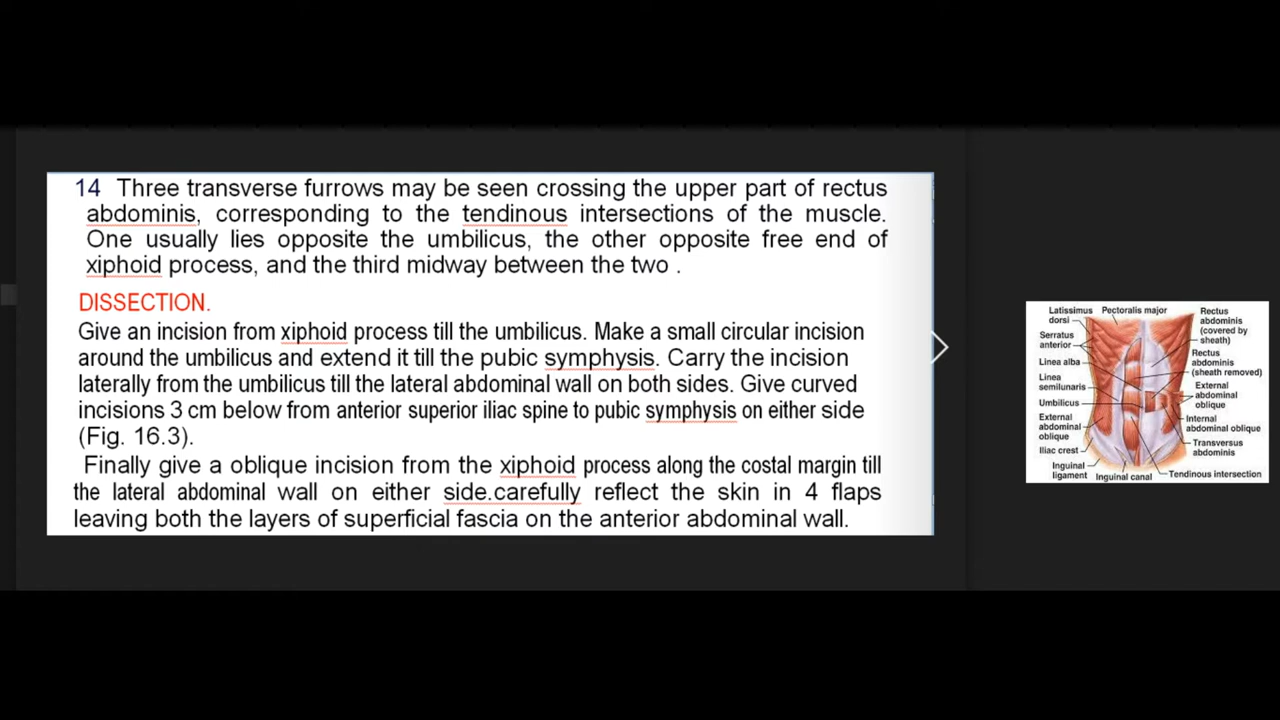 14 Three transverse furrows may be seen crossing the upper part of rectus
abdominis, corresponding to the tendinous intersections of the muscle.
One usually lies opposite the umbilicus, the other opposite free end of
xiphoid process, and the third midway between the two .
DISSECTION.
Give an incision from xiphoid process till the umbilicus. Make a small circular incision
around the umbilicus and extend it till the pubic symphysis. Carry the incision
laterally from the umbilicus till the lateral abdominal wall on both sides. Give curved
incisions 3 cm below from anterior superior iliac spine to pubic symphysis on either side
(Fig. 16.3).
Finally give a oblique incision from the xiphoid process along the costal margin till
the lateral abdominal wall on either side.carefully reflect the skin in 4 flaps
leaving both the layers of superficial fascia on the anterior abdominal wall.
Latissimus
dorsi
Serratus
anterior
Linea alba
Linea
semilunaris
Umbilicus
External
abdominal
oblique
Iliac crest
Inguinal
ligament
Inguinal canal
Pectoralis major
Rectus
abdominis
(covered by
sheath)
Rectus
abdominis
(sheath removed)
External
abdominal
oblique
Internal
abdominal oblique
Transversus
abdominis
Tendinous intersection